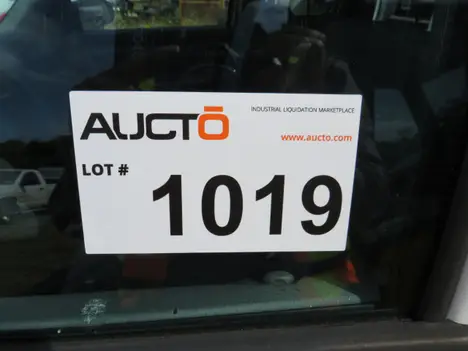 AUCTŌ
INDUSTRIAL LIQUIDATION MARKETPLACE
www.aucto.com
LOT #
1019